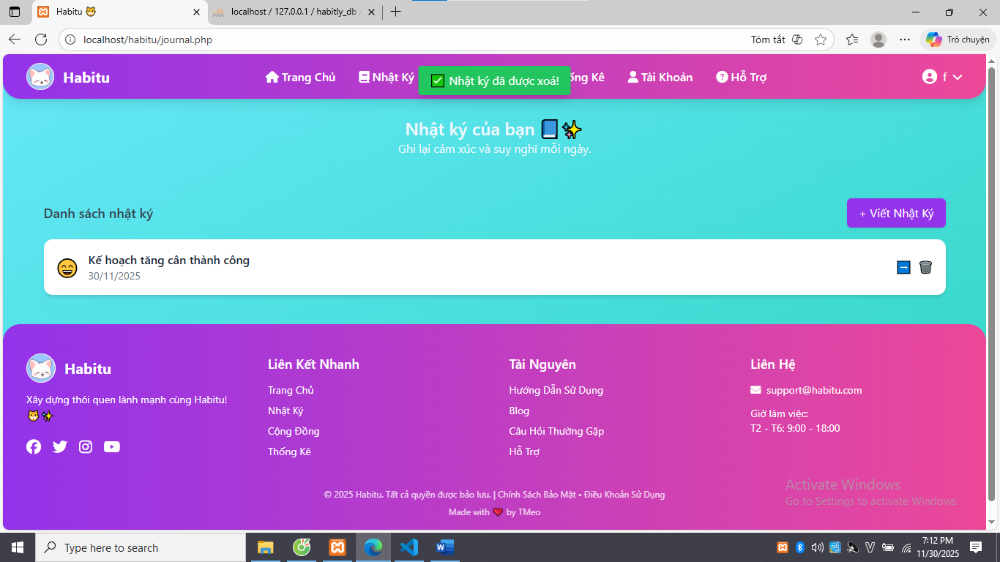 Habitu 🐯
localhost / 127.0.0.1 / habitly_db /
localhost/habitu/journal.php
Tóm tắt
Trò chuyện
Habitu
Trang Chủ
Nhật Ký
ống Kê
Tài Khoản
Hỗ Trợ
f
✅ Nhật ký đã được xoá!
Nhật ký của bạn 📘✨
Ghi lại cảm xúc và suy nghĩ mỗi ngày.
Danh sách nhật ký
+ Viết Nhật Ký
Kế hoạch tăng cân thành công
30/11/2025
Habitu
Xây dựng thói quen lành mạnh cùng Habitu!
🐱✨
Liên Kết Nhanh
Trang Chủ
Nhật Ký
Cộng Đồng
Thống Kê
Tài Nguyên
Hướng Dẫn Sử Dụng
Blog
Câu Hỏi Thường Gặp
Hỗ Trợ
Liên Hệ
support@habitu.com
Giờ làm việc:
T2 - T6: 9:00 - 18:00
© 2025 Habitu. Tất cả quyền được bảo lưu. | Chính Sách Bảo Mật • Điều Khoản Sử Dụng
Made with ❤️ by TMeo
Activate Windows
Go to Settings to activate Windows.
Type here to search
7:12 PM
11/30/2025